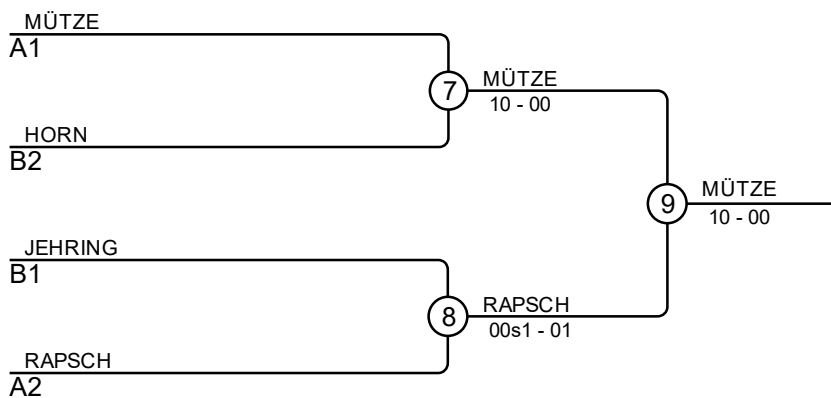 MÜTZE
A1
7
MÜTZE
10 - 00
HORN
B2
9
MÜTZE
10 - 00
JEHRING
B1
8
RAPSCH
00s1 - 01
RAPSCH
A2